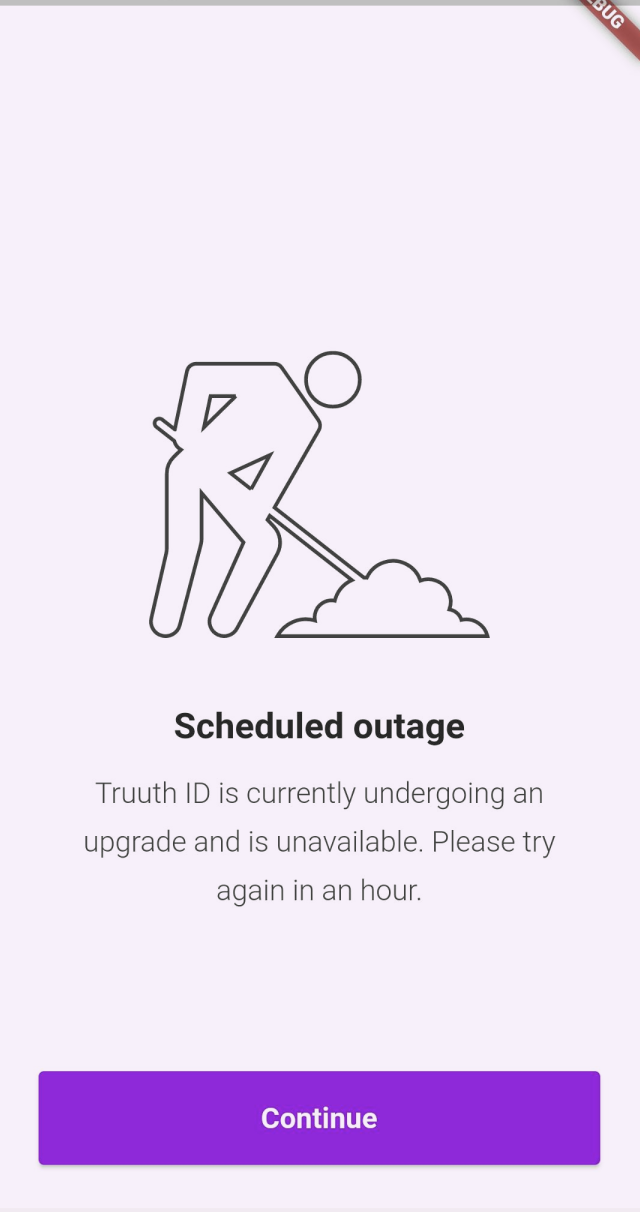 Scheduled outage
Truuth ID is currently undergoing an
upgrade and is unavailable. Please try
again in an hour.
Continue